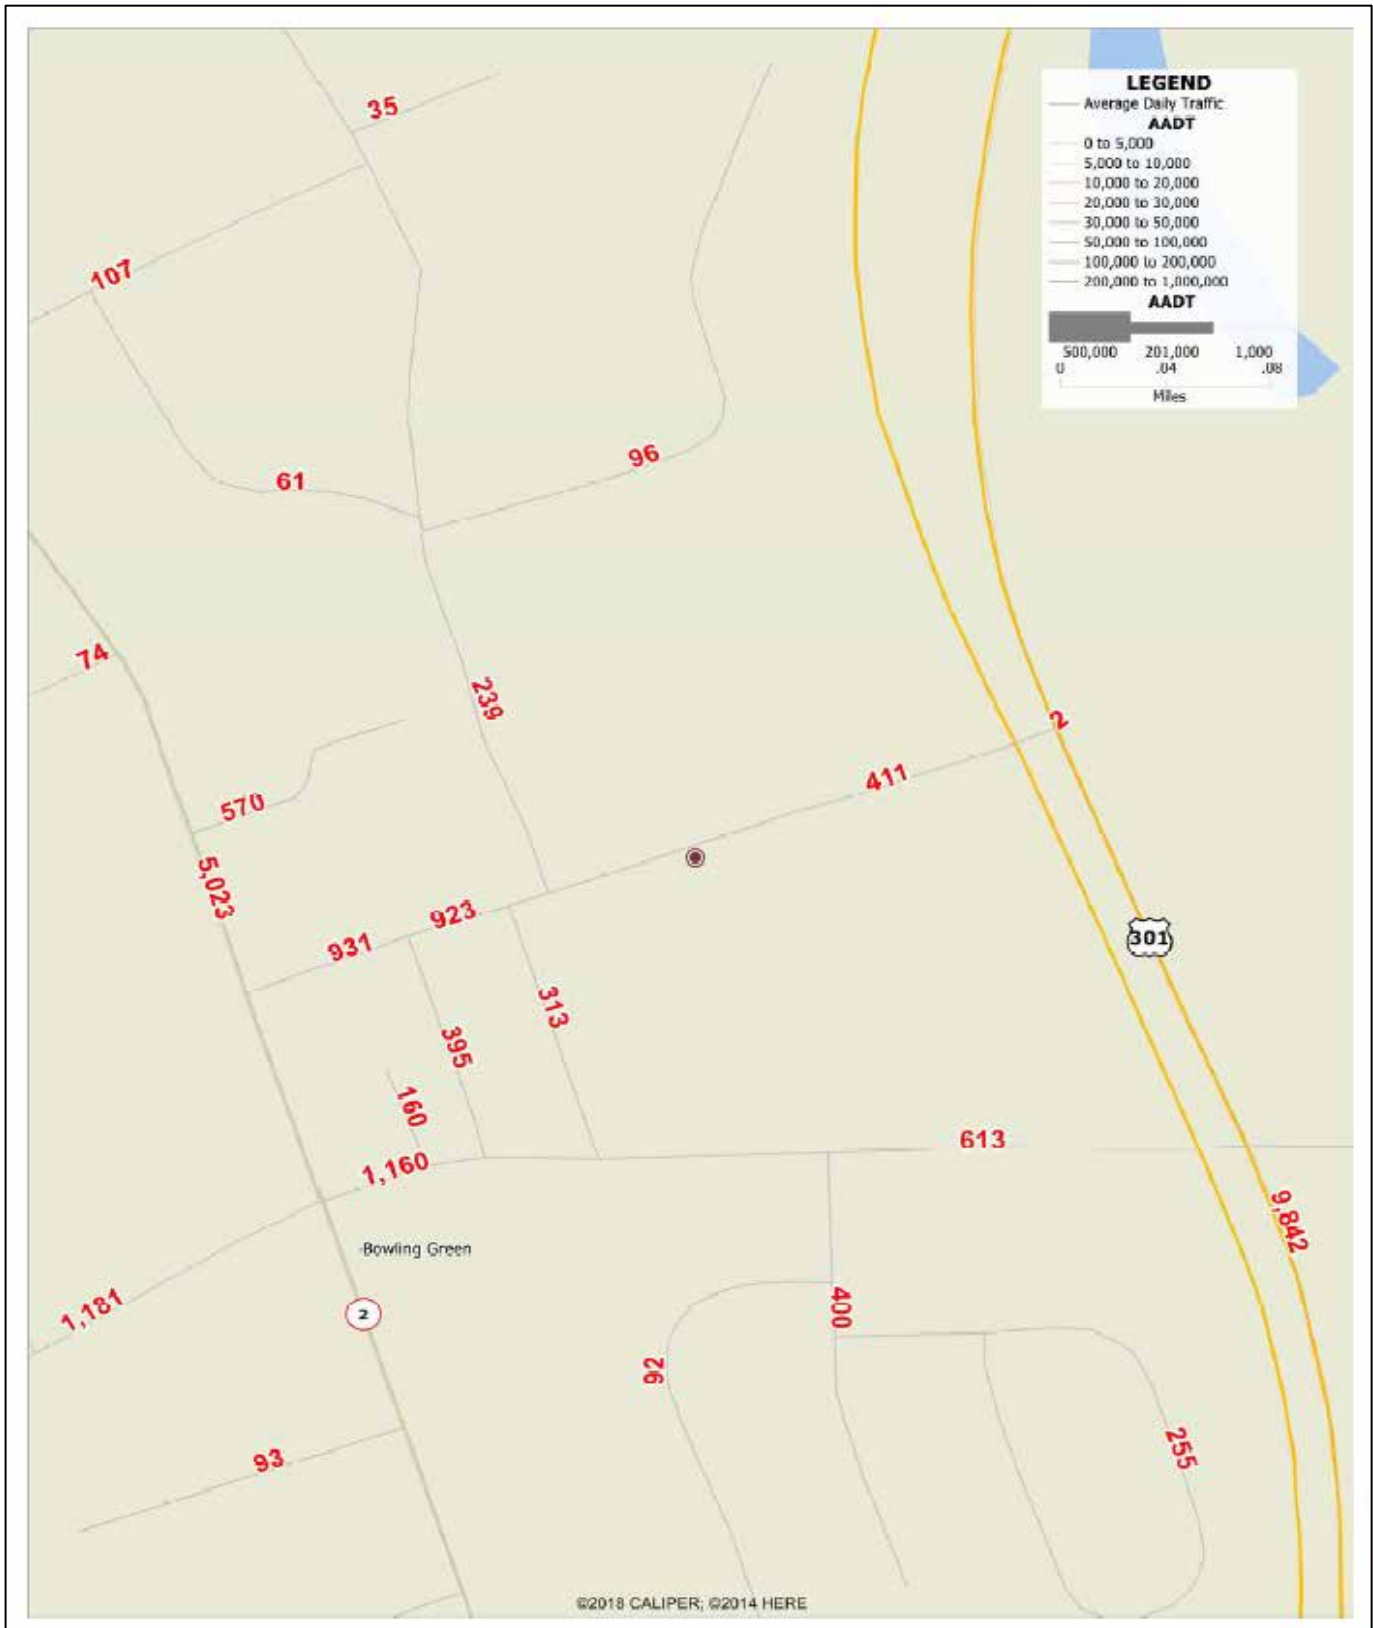 LEGEND
Average Daily Traffic
AADT
0 to 5,000
5,000 to 10,000
10,000 to 20,000
20,000 to 30,000
30,000 to 50,000
50,000 to 100,000
100,000 to 200,000
200,000 to 1,000,000
AADT
500,000 201,000 1,000
0 .04 .08
Miles
35
107
96
61
74
239
2
411
570
5,023
923
931
301
313
395
160
613
1,160
9,842
Bowling Green
1,181
2
400
92
255
93
©2018 CALIPER; ©2014 HERE